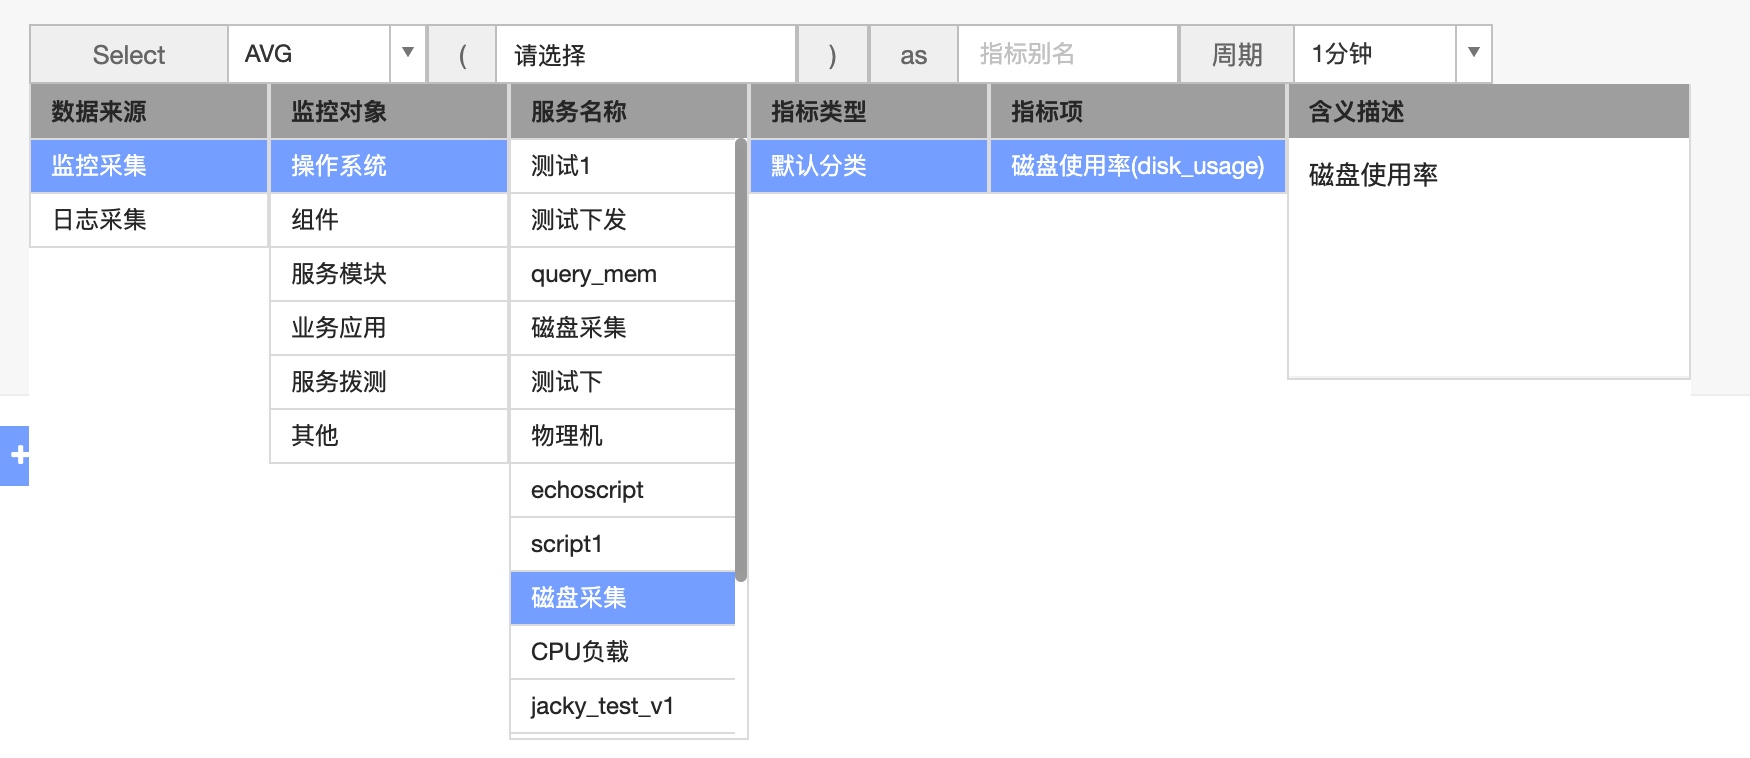 Select AVG ( 请选择 ) as 指标别名 周期 1分钟
数据来源 监控对象 服务名称 指标类型 指标项 含义描述
监控采集 操作系统 测试1 默认分类 磁盘使用率(disk_usage) 磁盘使用率
日志采集 组件 测试下发
服务模块 query_mem
业务应用 磁盘采集
服务拨测 测试下
其他 物理机
echoscript
script1
磁盘采集
CPU负载
jacky_test_v1